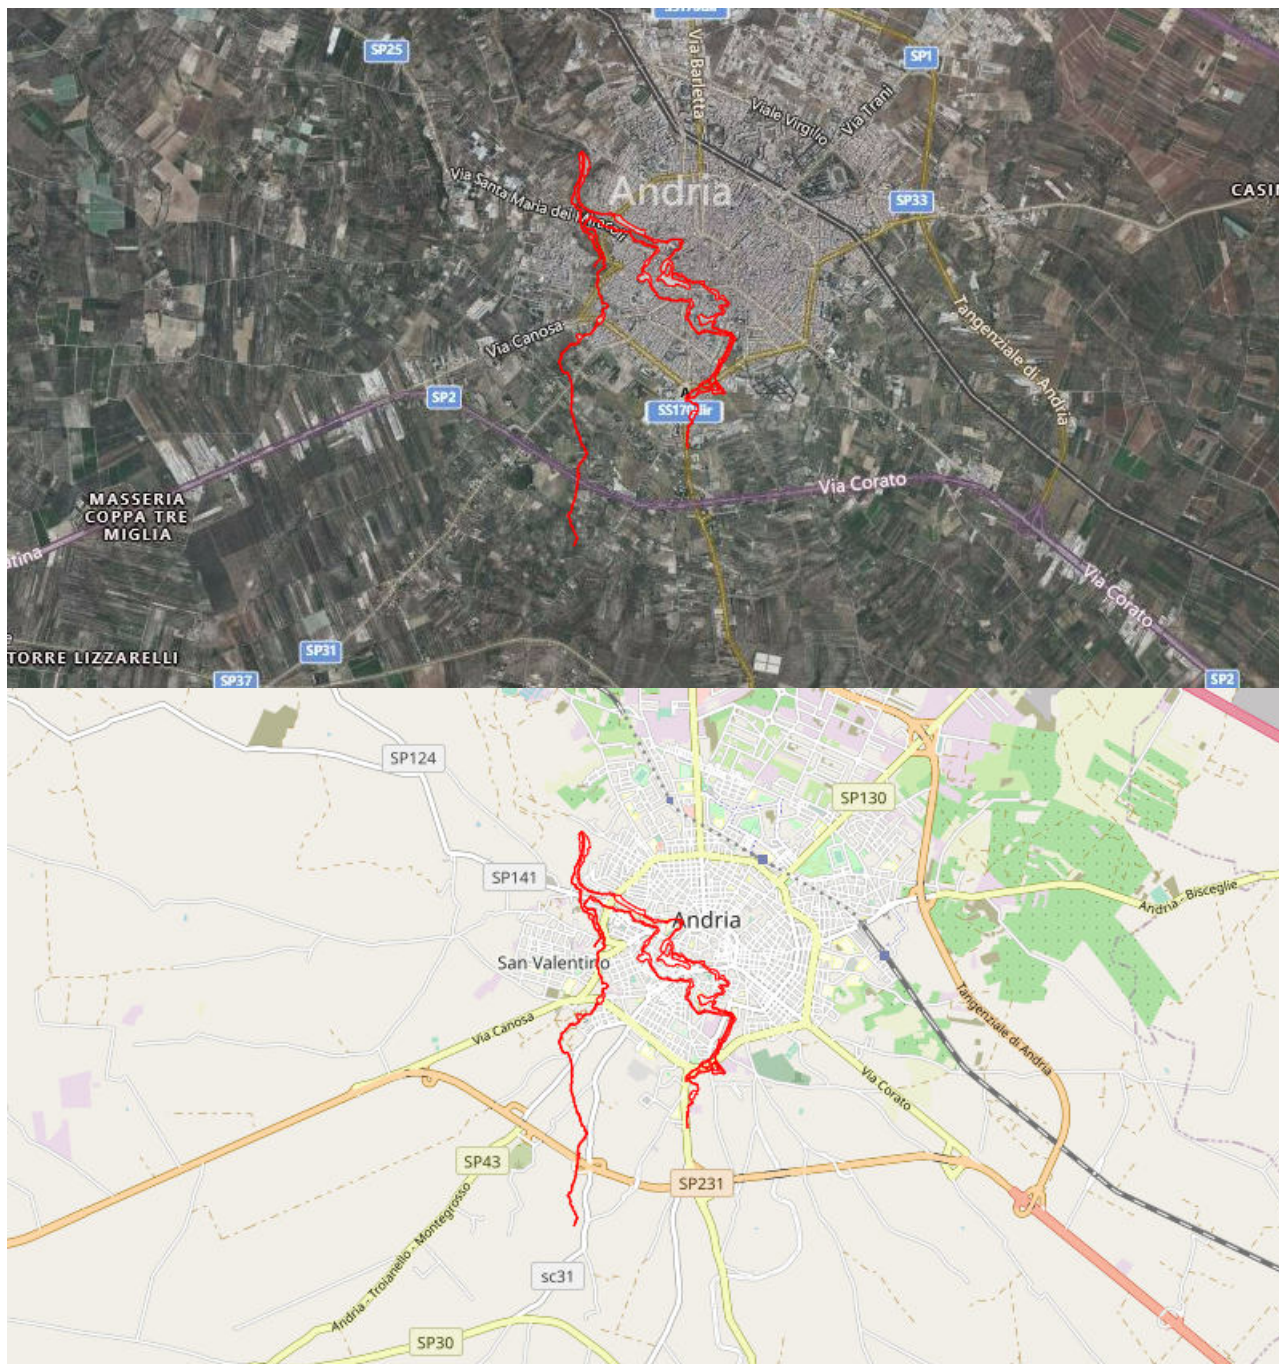 SS170dir
SP25
Via Barletta
SP1
Viale Virgilio
Via Trani
Via Santa Maria dei Miracoli
Andria
SP33
CASI
Via Canosa
Tangenziale di Andria
SP2
A
SS170dir
MASSERIA
COPPA TRE
MIGLIA
Via Corato
atina
Via Corato
TORRE LIZZARELLI
SP31
SP37
SP2
SP124
SP130
SP141
Andria
Andria - Bisceglie
San Valentino
Via Canosa
Tangenziale di Andria
Via Corato
SP43
SP231
Andria - Troianello - Montegrosso
sc31
SP30